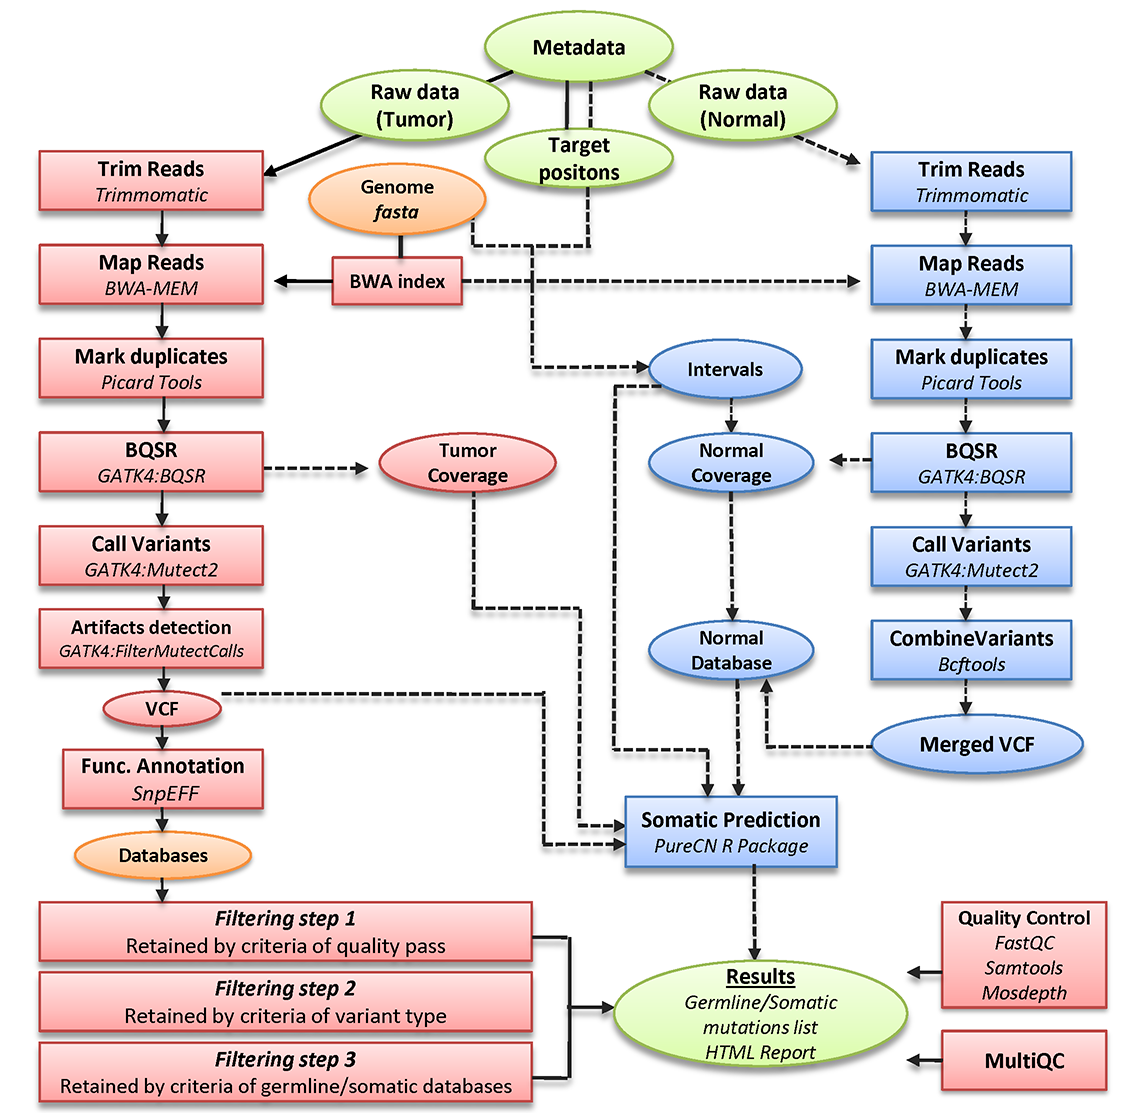 Metadata
Raw data
(Tumor)
Raw data
(Normal)
Target
positons
Genome
fasta
BWA index
Trim Reads
Trimmomatic
Map Reads
BWA-MEM
Mark duplicates
Picard Tools
BQSR
GATK4:BQSR
Call Variants
GATK4:Mutect2
Artifacts detection
GATK4:FilterMutectCalls
VCF
Func. Annotation
SnpEFF
Databases
Tumor
Coverage
Intervals
Normal
Coverage
Normal
Database
Trim Reads
Trimmomatic
Map Reads
BWA-MEM
Mark duplicates
Picard Tools
BQSR
GATK4:BQSR
Call Variants
GATK4:Mutect2
CombineVariants
Bcftools
Merged VCF
Somatic Prediction
PureCN R Package
Filtering step 1
Retained by criteria of quality pass
Filtering step 2
Retained by criteria of variant type
Filtering step 3
Retained by criteria of germline/somatic databases
Results
Germline/Somatic
mutations list
HTML Report
Quality Control
FastQC
Samtools
Mosdepth
MultiQC